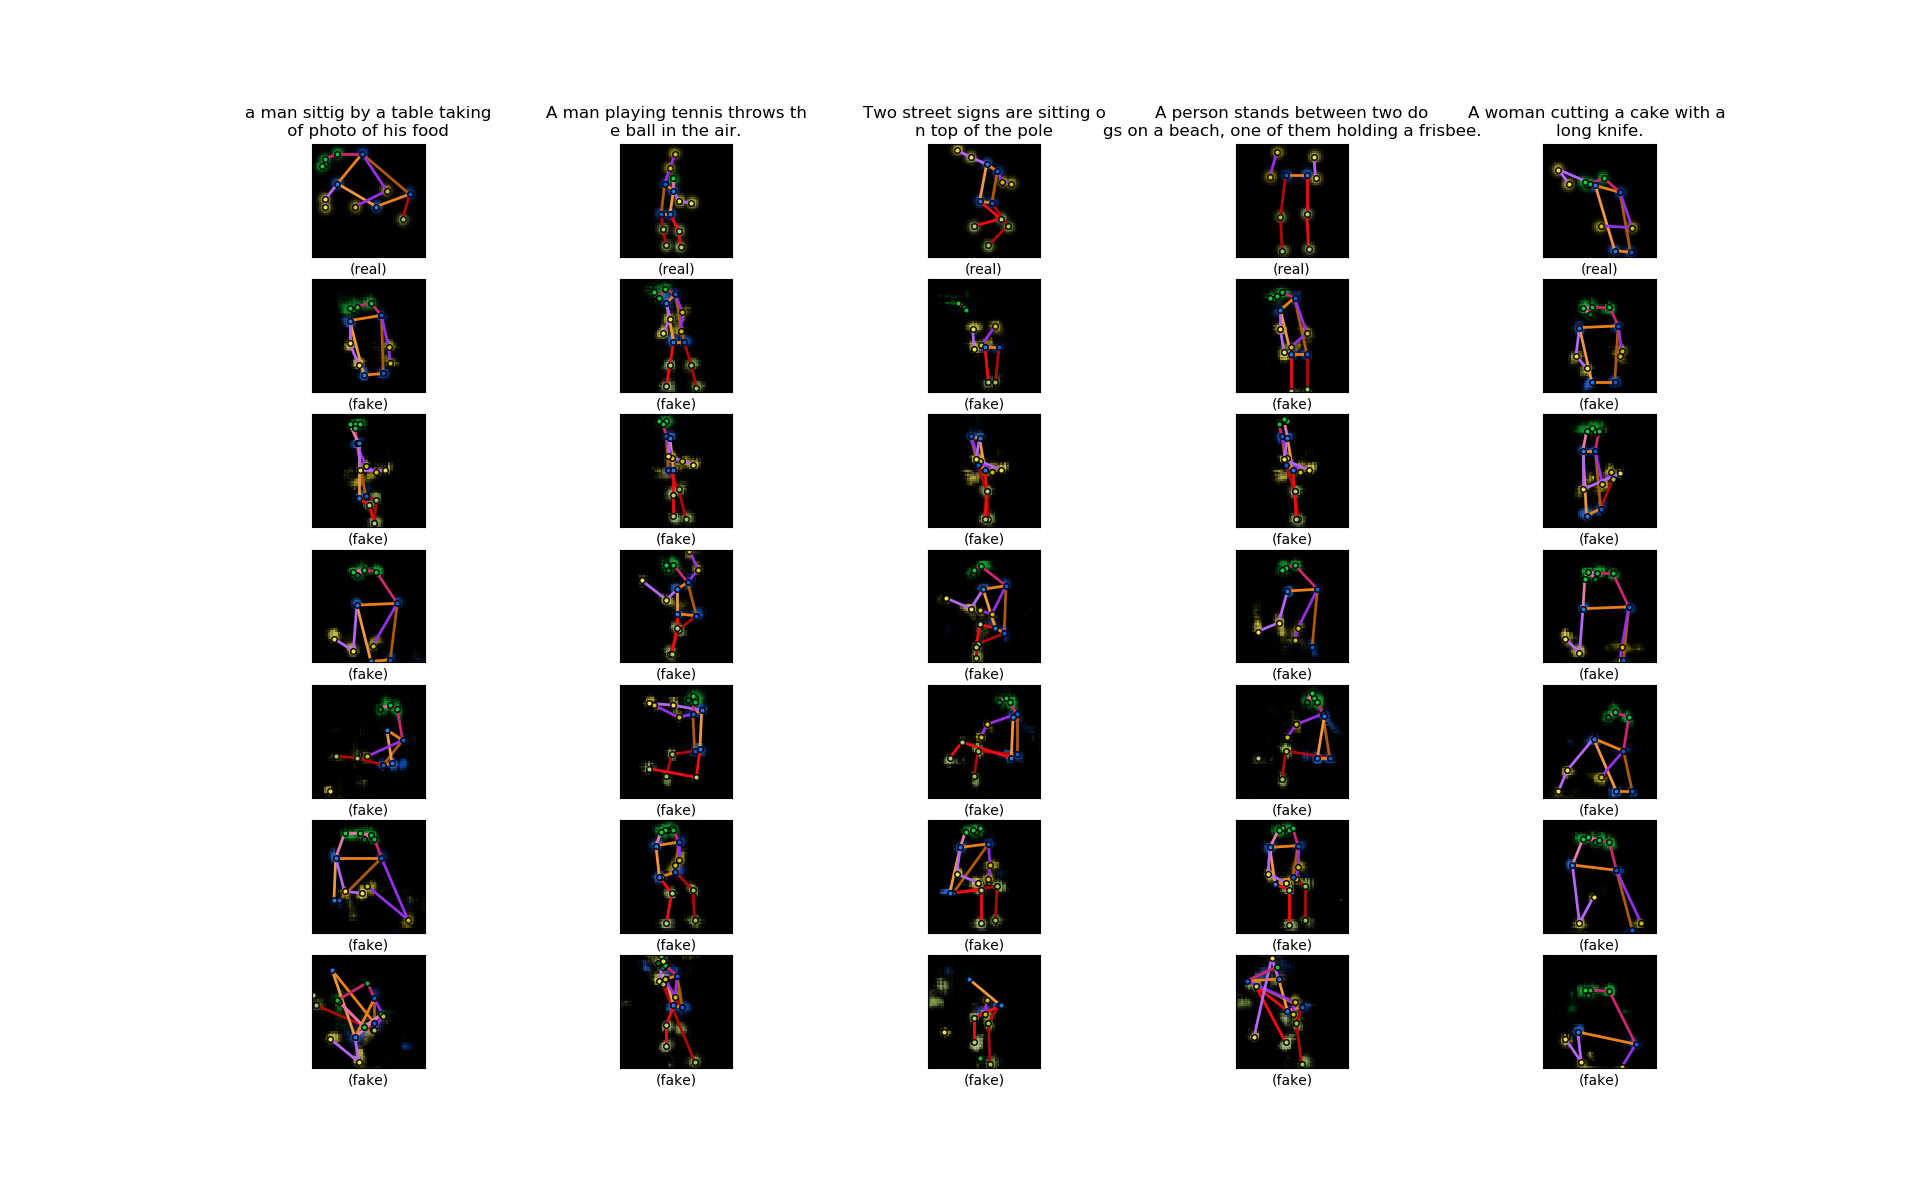 a man sittig by a table taking
of photo of his food
A man playing tennis throws th
e ball in the air.
Two street signs are sitting o
n top of the pole
A person stands between two do
gs on a beach, one of them holding a frisbee.
A woman cutting a cake with a
long knife.
(real) (real) (real) (real) (real)
(fake) (fake) (fake) (fake) (fake)
(fake) (fake) (fake) (fake) (fake)
(fake) (fake) (fake) (fake) (fake)
(fake) (fake) (fake) (fake) (fake)
(fake) (fake) (fake) (fake) (fake)
(fake) (fake) (fake) (fake) (fake)